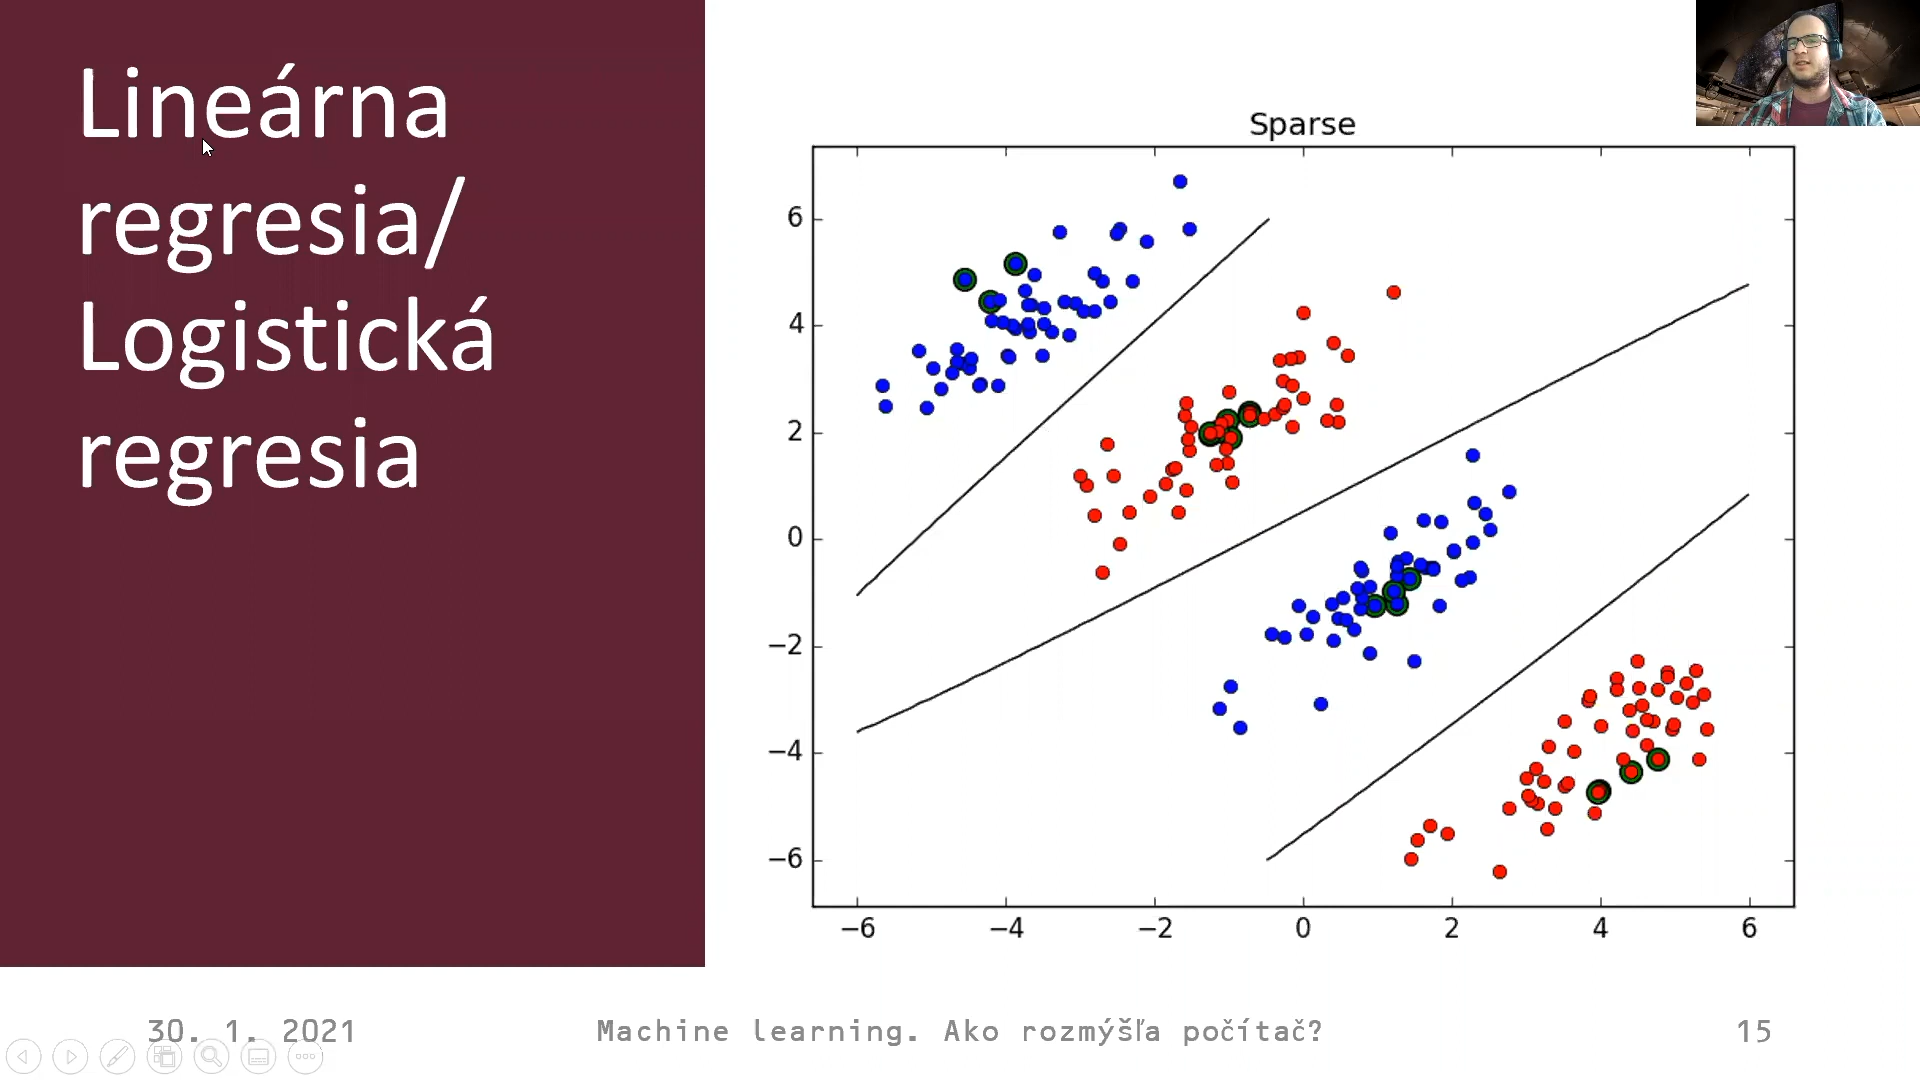 Lineárna
regresia/
Logistická
regresia
Sparse
6
4
2
0
−2
−4
−6
−6 −4 −2 0 2 4 6
30. 1. 2021
Machine learning. Ako rozmýšľa počítač?
15